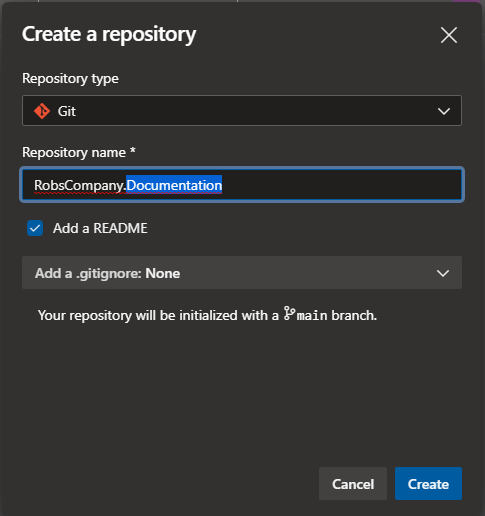 Create a repository
Repository type
Git
Repository name *
RobsCompany.Documentation
Add a README
Add a .gitignore: None
Your repository will be initialized with a main branch.
Cancel Create